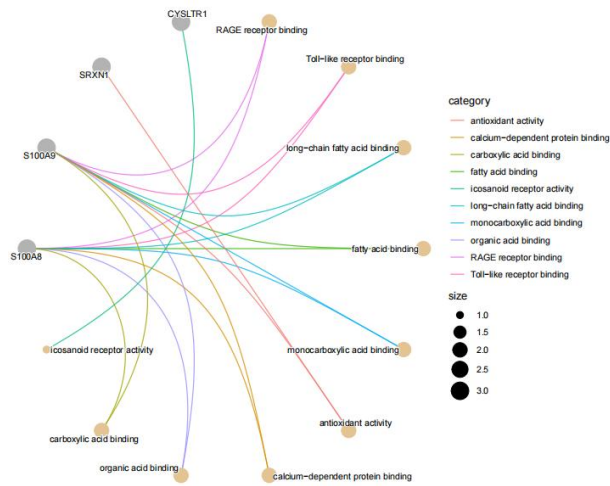 CYSLTR1
RAGE receptor binding
SRXN1
Toll-like receptor binding
S100A9
long-chain fatty acid binding
S100A8
fatty acid binding
icosanoid receptor activity
monocarboxylic acid binding
carboxylic acid binding
antioxidant activity
organic acid binding
calcium-dependent protein binding
category
antioxidant activity
calcium-dependent protein binding
carboxylic acid binding
fatty acid binding
icosanoid receptor activity
long-chain fatty acid binding
monocarboxylic acid binding
organic acid binding
RAGE receptor binding
Toll-like receptor binding
size
1.0
1.5
2.0
2.5
3.0